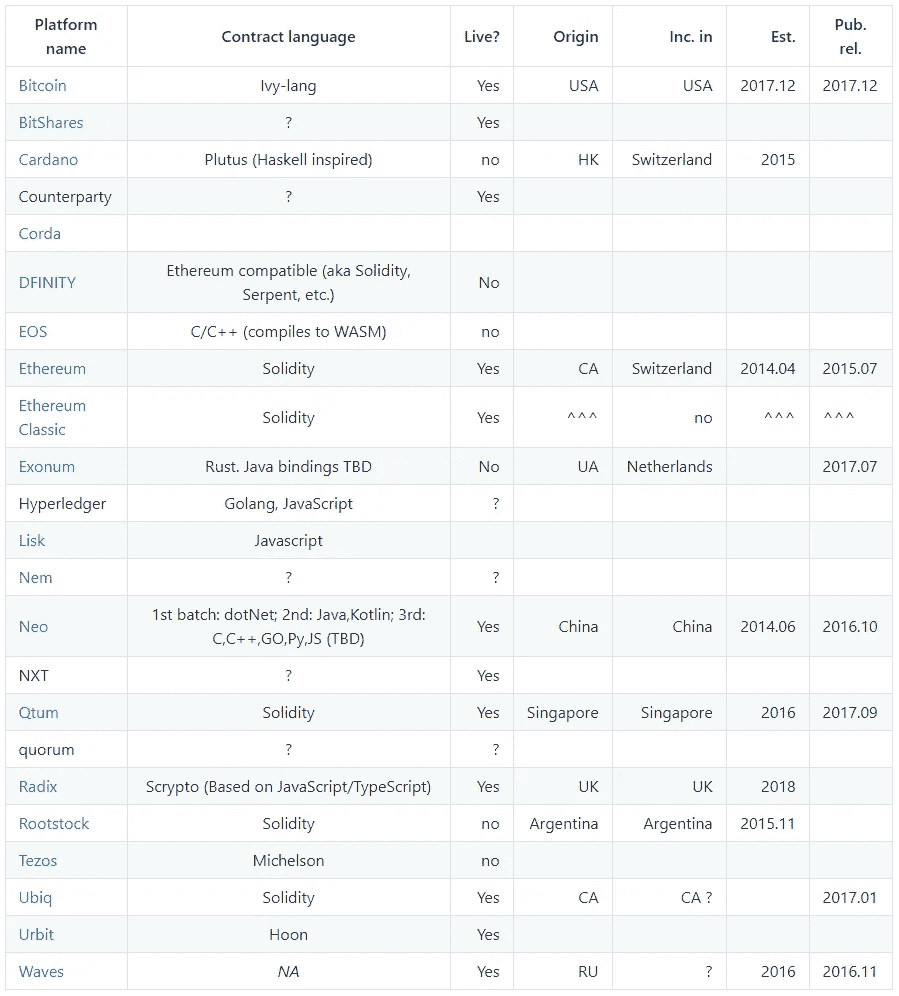 Platform name Contract language Live? Origin Inc. in Est. Pub. rel.
Bitcoin Ivy-lang Yes USA USA 2017.12 2017.12
BitShares ? Yes
Cardano Plutus (Haskell inspired) no HK Switzerland 2015
Counterparty ? Yes
Corda
DFINITY Ethereum compatible (aka Solidity, Serpent, etc.) No
EOS C/C++ (compiles to WASM) no
Ethereum Solidity Yes CA Switzerland 2014.04 2015.07
Ethereum Classic Solidity Yes ^^^ no ^^^ ^^^
Exonum Rust. Java bindings TBD No UA Netherlands 2017.07
Hyperledger Golang, JavaScript ?
Lisk Javascript
Nem ? ?
Neo 1st batch: dotNet; 2nd: Java,Kotlin; 3rd: C,C++,GO,Py,JS (TBD) Yes China China 2014.06 2016.10
NXT ? Yes
Qtum Solidity Yes Singapore Singapore 2016 2017.09
quorum ? ?
Radix Scrypto (Based on JavaScript/TypeScript) Yes UK UK 2018
Rootstock Solidity no Argentina Argentina 2015.11
Tezos Michelson no
Ubiq Solidity Yes CA CA ? 2017.01
Urbit Hoon Yes
Waves NA Yes RU ? 2016 2016.11